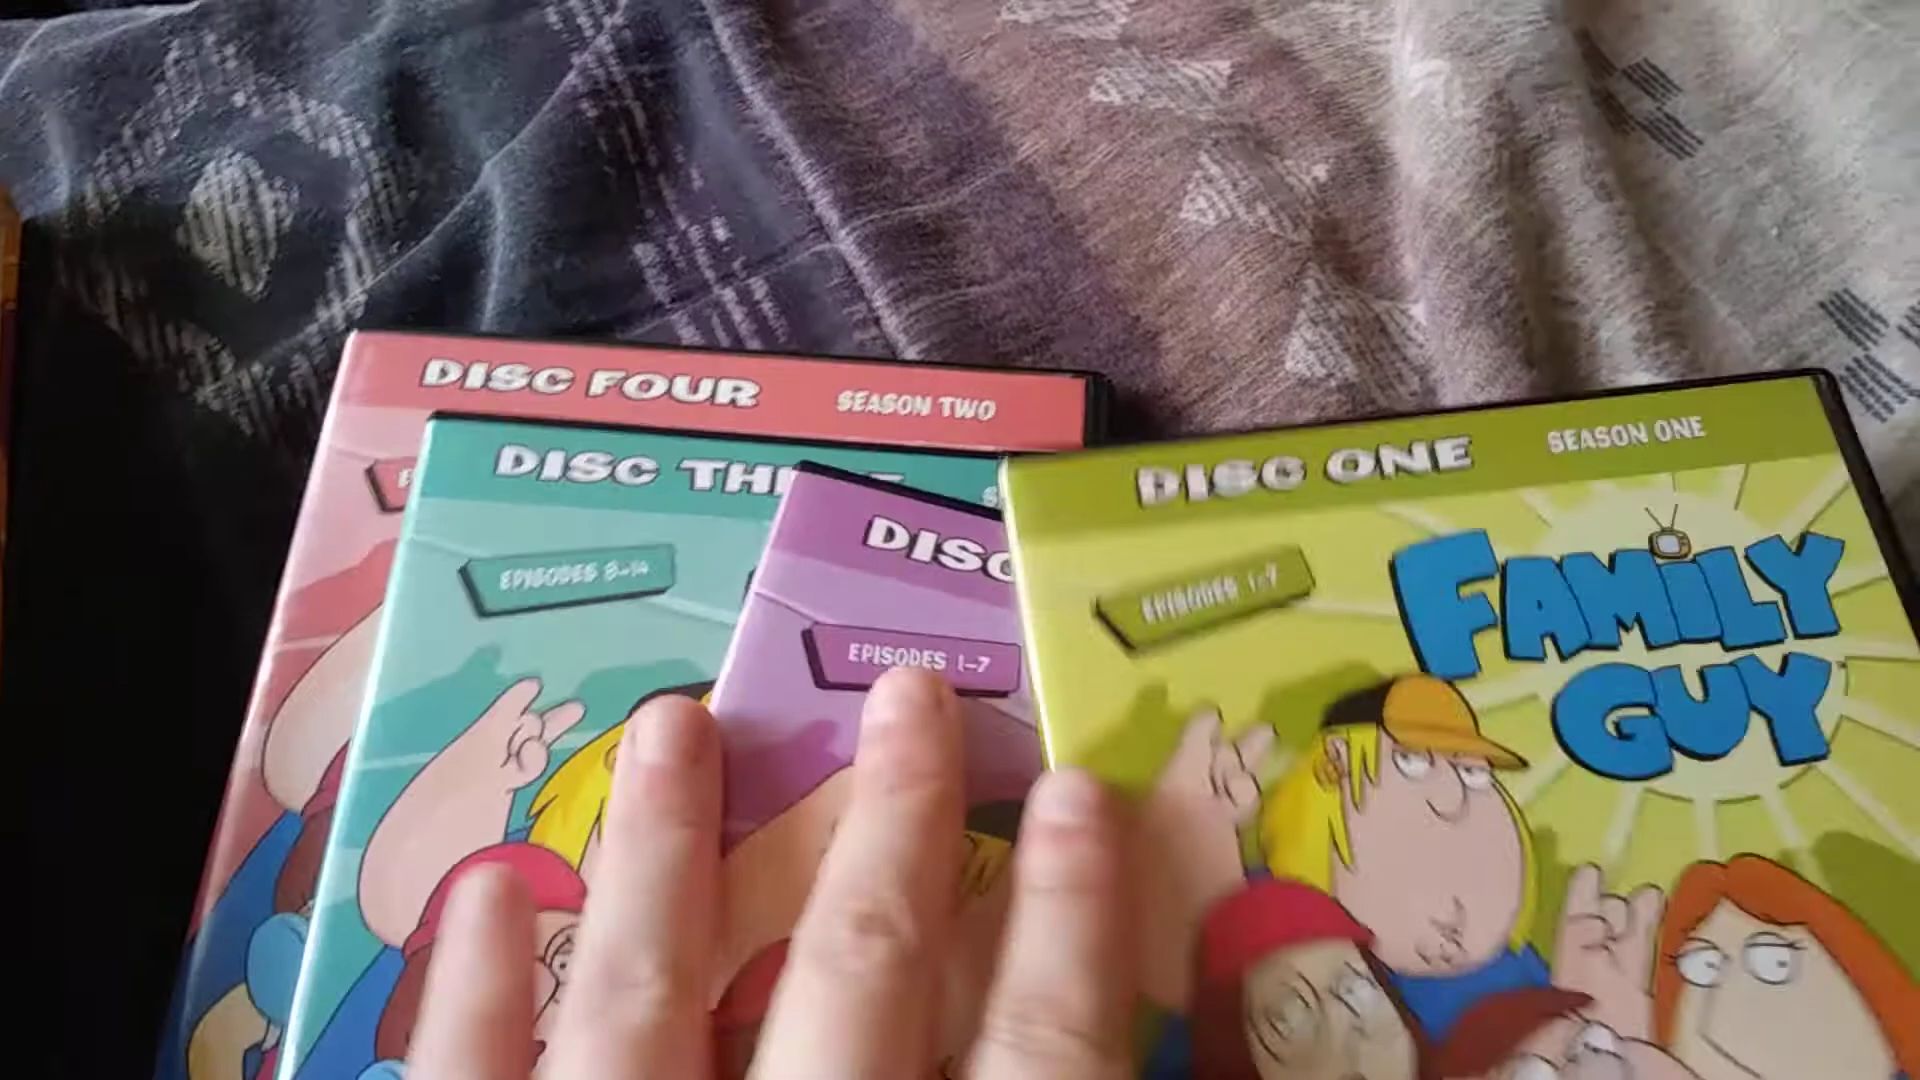 DISC FOUR SEASON TWO
DISC
EPISODES 8-14
DISC
EPISODES 1-7
DISC ONE SEASON ONE
EPISODES 1-7
FAMILY
GUY